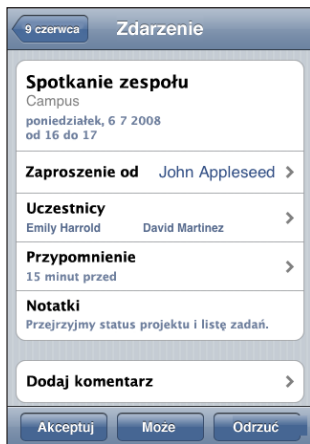 9 czerwca Zdarzenie
Spotkanie zespołu
Campus
poniedziałek, 6 7 2008
od 16 do 17
Zaproszenie od John Appleseed
Uczestnicy
Emily Harrold David Martinez
Przypomnienie
15 minut przed
Notatki
Przejrzyjmy status projektu i listę zadań.
Dodaj komentarz
Akceptuj Może Odrzuć